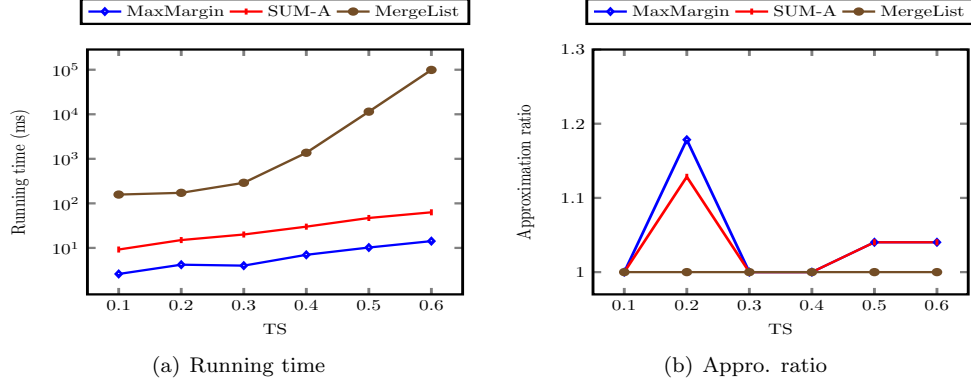 MaxMargin SUM-A MergeList
Running time (ms)
10^5
10^4
10^3
10^2
10^1
0.1 0.2 0.3 0.4 0.5 0.6
TS
(a) Running time
MaxMargin SUM-A MergeList
Approximation ratio
1.3
1.2
1.1
1
0.1 0.2 0.3 0.4 0.5 0.6
TS
(b) Appro. ratio